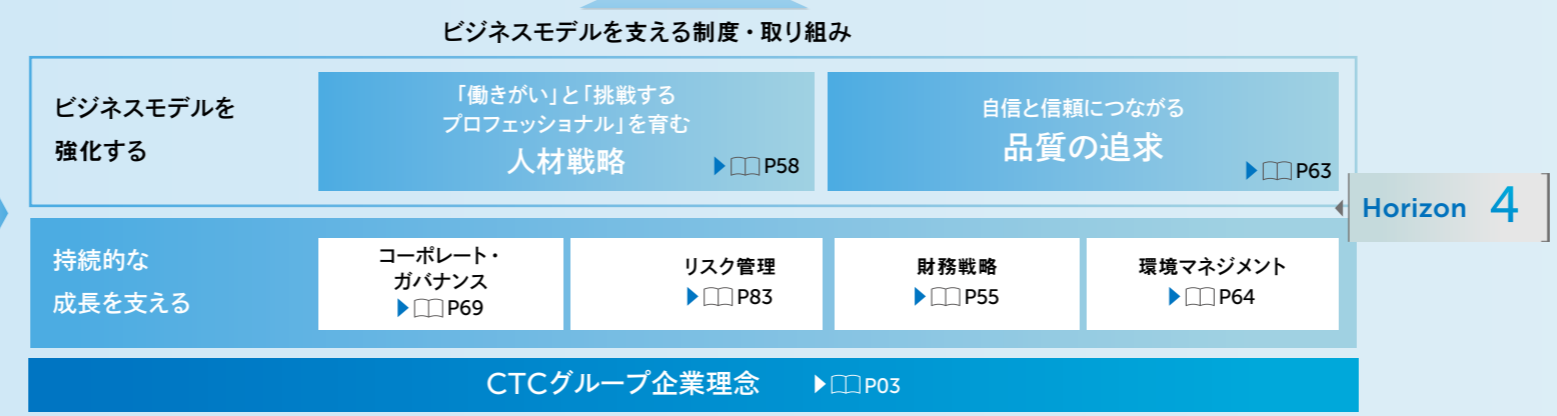 ビジネスモデルを支える制度・取り組み
ビジネスモデルを
強化する
「働きがい」と「挑戦する
プロフェッショナル」を育む
人材戦略
P58
自信と信頼につながる
品質の追求
P63
Horizon 4
持続的な
成長を支える
コーポレート・
ガバナンス
P69
リスク管理
P83
財務戦略
P55
環境マネジメント
P64
CTCグループ企業理念 P03